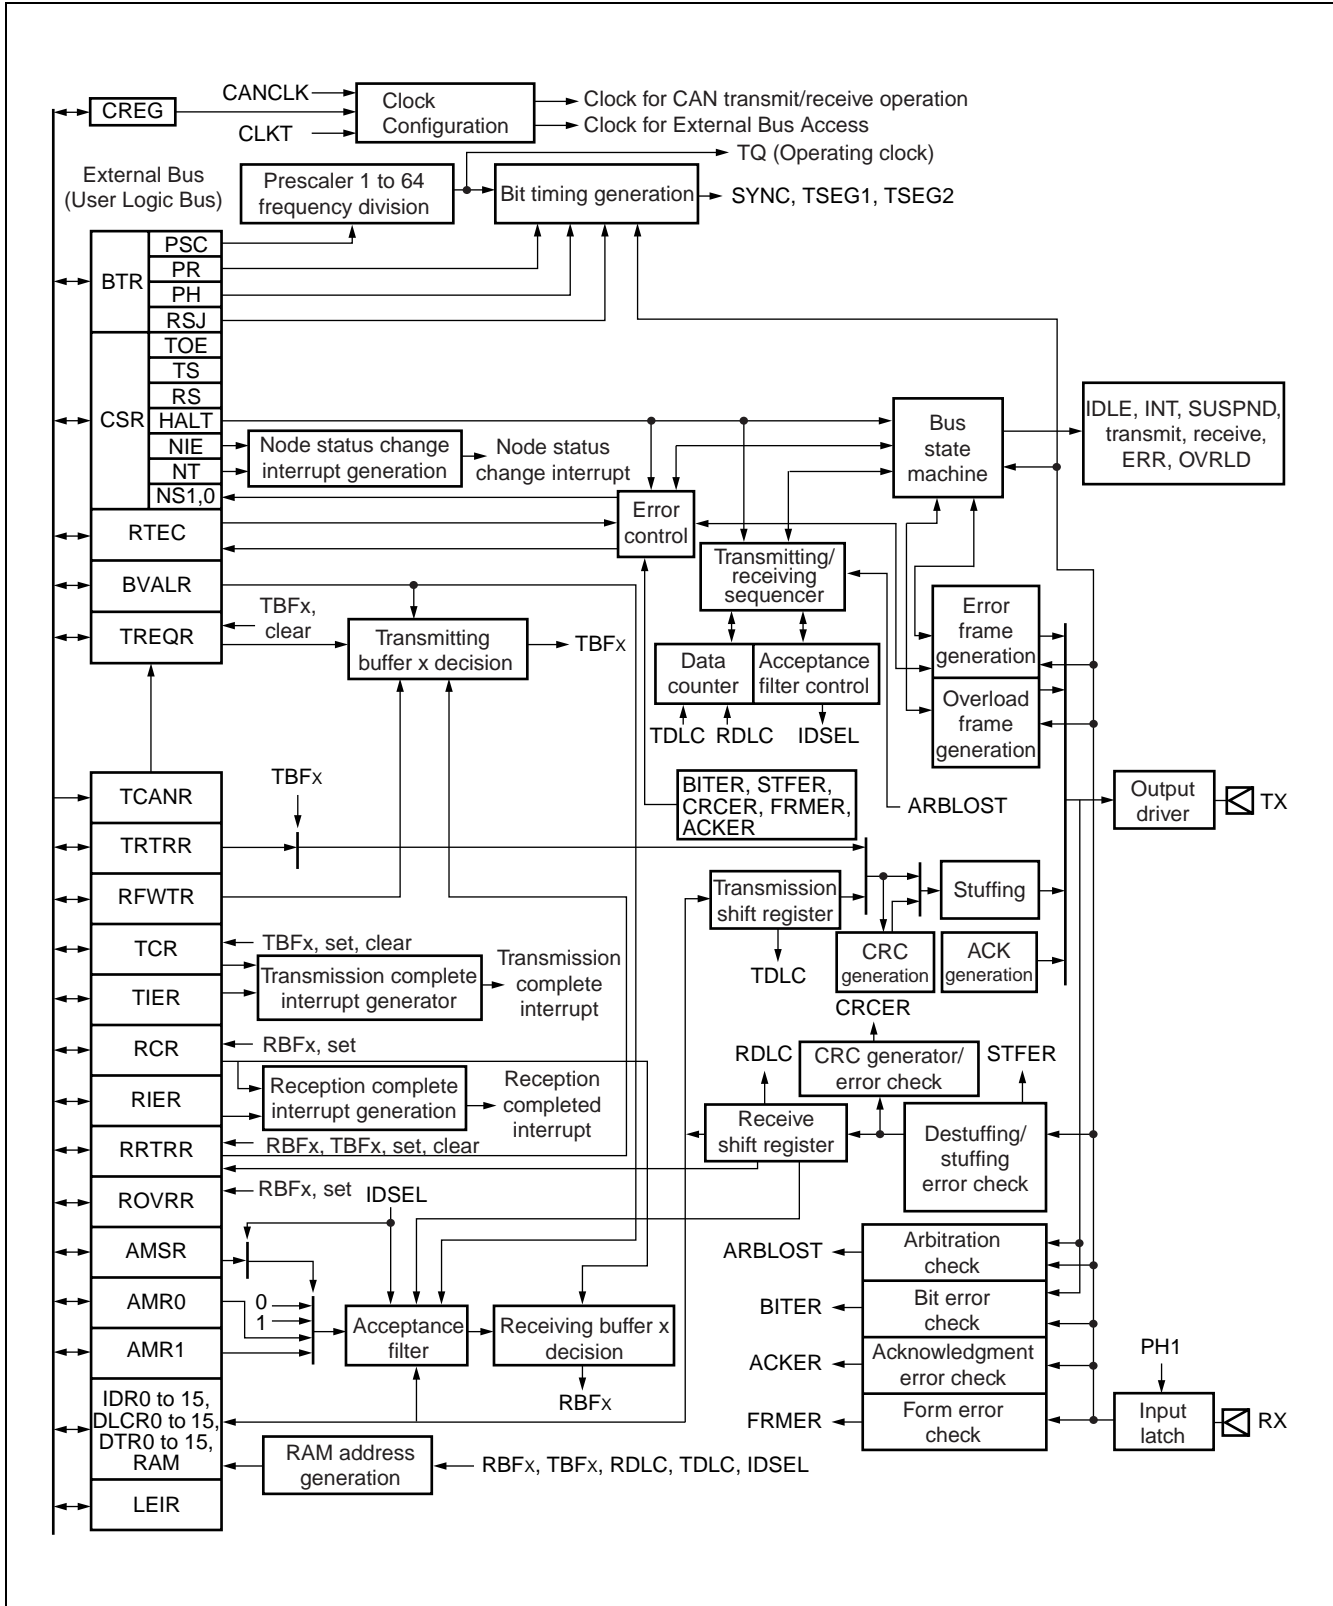 CREG
CANCLK
CLKT
Clock
Configuration
Clock for CAN transmit/receive operation
Clock for External Bus Access
TQ (Operating clock)
External Bus
(User Logic Bus)
Prescaler 1 to 64
frequency division
Bit timing generation
SYNC, TSEG1, TSEG2
BTR
PSC
PR
PH
RSJ
CSR
TOE
TS
RS
HALT
NIE
NT
NS1,0
Node status change
interrupt generation
Node status
change interrupt
Bus
state
machine
IDLE, INT, SUSPND,
transmit, receive,
ERR, OVRLD
RTEC
Error
control
BVALR
Transmitting/
receiving
sequencer
TREQR
TBFx,
clear
Transmitting
buffer x decision
TBFx
Data
counter
Acceptance
filter control
TDLC
RDLC
IDSEL
Error
frame
generation
Overload
frame
generation
TCANR
TBFx
BITER, STFER,
CRCER, FRMER,
ACKER
ARBLOST
Output
driver
TX
TRTRR
RFWTR
Transmission
shift register
TDLC
Stuffing
CRC
generation
ACK
generation
TCR
TBFx, set, clear
TIER
Transmission complete
interrupt generator
Transmission
complete
interrupt
RCR
RBFx, set
RIER
Reception complete
interrupt generation
Reception
completed
interrupt
CRCER
RDLC
CRC generator/
error check
STFER
Receive
shift register
Destuffing/
stuffing
error check
RRTRR
RBFx, TBFx, set, clear
ROVRR
RBFx, set
IDSEL
AMSR
AMR0
0
1
AMR1
Acceptance
filter
Receiving buffer x
decision
RBFx
ARBLOST
Arbitration
check
BITER
Bit error
check
ACKER
Acknowledgment
error check
FRMER
Form error
check
PH1
Input
latch
RX
IDR0 to 15,
DLCR0 to 15,
DTR0 to 15,
RAM
RAM address
generation
RBFx, TBFx, RDLC, TDLC, IDSEL
LEIR